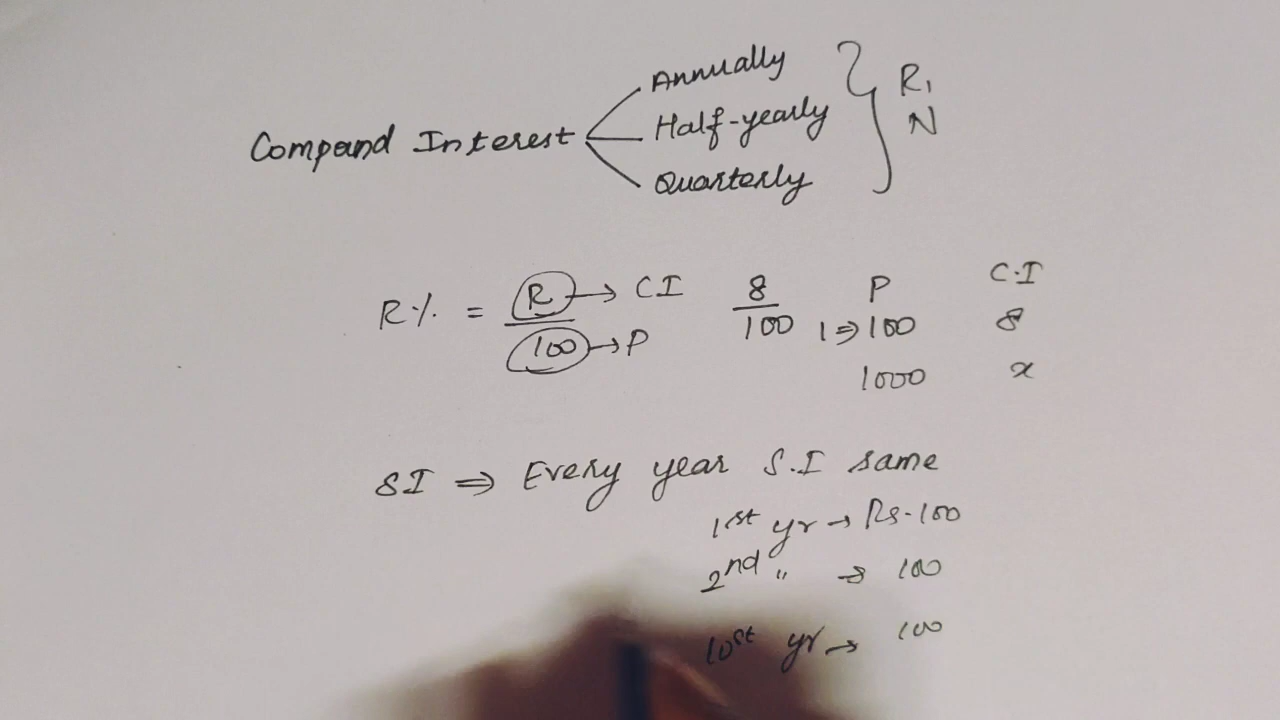 Annually
Compand Interest Half-yearly R, N
Quarterly
R% = R → CI 8 P C.I
100 → P 100 1 ⇒ 100 8
1000 x
SI ⇒ Every year S.I same
1st yr → Rs-100
2nd " → 100
10st yr → 100